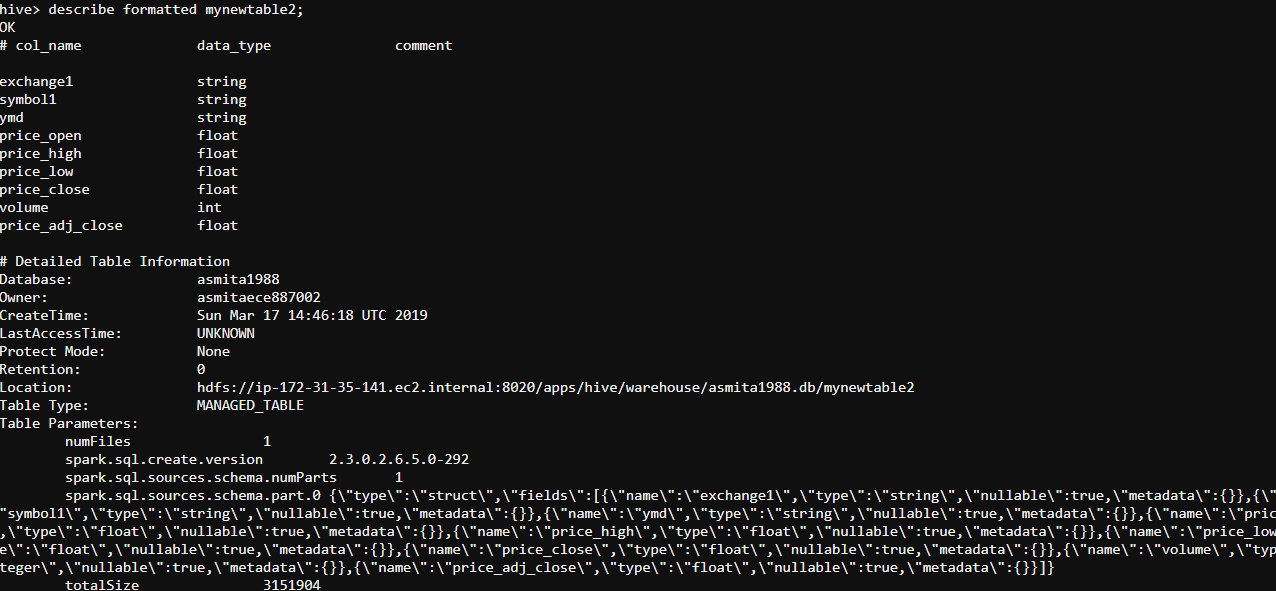 hive> describe formatted mynewtable2;
OK
# col_name data_type comment
exchange1 string
symbol1 string
ymd string
price_open float
price_high float
price_low float
price_close float
volume int
price_adj_close float
# Detailed Table Information
Database: asmita1988
Owner: asmitaece887002
CreateTime: Sun Mar 17 14:46:18 UTC 2019
LastAccessTime: UNKNOWN
Protect Mode: None
Retention: 0
Location: hdfs://ip-172-31-35-141.ec2.internal:8020/apps/hive/warehouse/asmita1988.db/mynewtable2
Table Type: MANAGED_TABLE
Table Parameters:
numFiles 1
spark.sql.create.version 2.3.0.2.6.5.0-292
spark.sql.sources.schema.numParts 1
spark.sql.sources.schema.part.0 {\"type\":\"struct\",\"fields\":[{\"name\":\"exchange1\",\"type\":\"string\",\"nullable\":true,\"metadata\":{}},{\"
"symbol1\",\"type\":\"string\",\"nullable\":true,\"metadata\":{}},{\"name\":\"ymd\",\"type\":\"string\",\"nullable\":true,\"metadata\":{}},{\"name\":\"pric
,\"type\":\"float\",\"nullable\":true,\"metadata\":{}},{\"name\":\"price_high\",\"type\":\"float\",\"nullable\":true,\"metadata\":{}},{\"name\":\"price_low
e\":\"float\",\"nullable\":true,\"metadata\":{}},{\"name\":\"price_close\",\"type\":\"float\",\"nullable\":true,\"metadata\":{}},{\"name\":\"volume\",\"typ
teger\",\"nullable\":true,\"metadata\":{}},{\"name\":\"price_adj_close\",\"type\":\"float\",\"nullable\":true,\"metadata\":{}}]}
totalSize 3151904